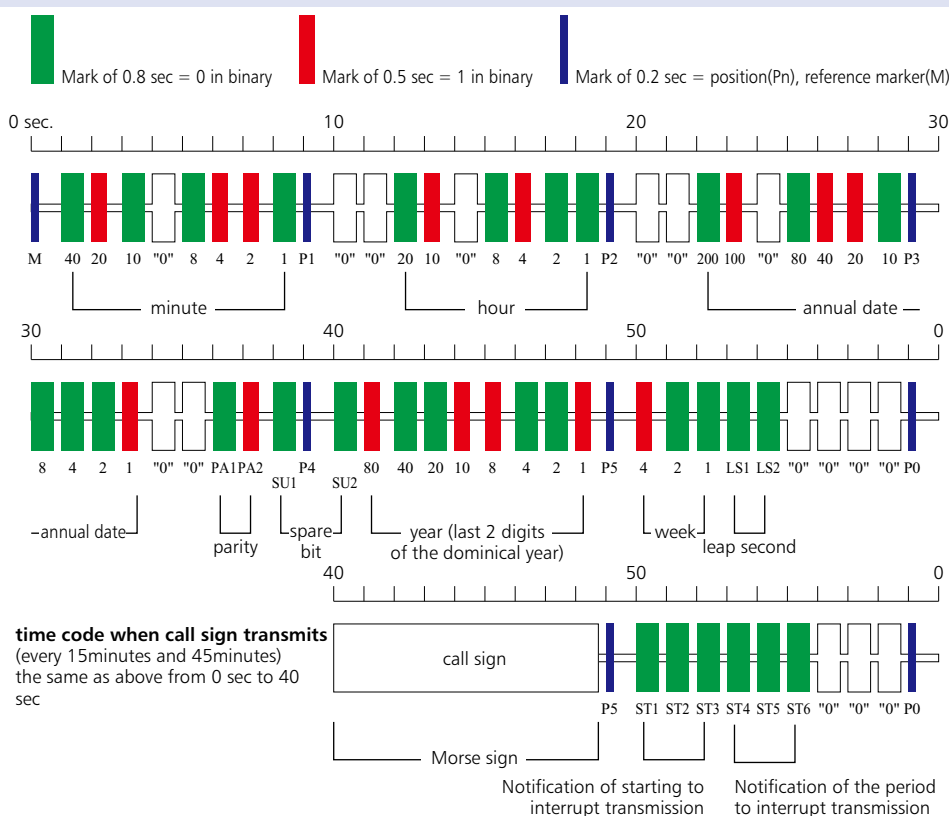 Mark of 0.8 sec = 0 in binary Mark of 0.5 sec = 1 in binary Mark of 0.2 sec = position(Pn), reference marker(M)
0 sec. 10 20 30
M 40 20 10 "0" 8 4 2 1 P1 "0" "0" 20 10 "0" 8 4 2 1 P2 "0" "0" 200 100 "0" 80 40 20 10 P3
minute hour annual date
30 40 50 0
8 4 2 1 "0" "0" PA1 PA2 SU1 P4 SU2 80 40 20 10 8 4 2 1 P5 4 2 1 LS1 LS2 "0" "0" "0" "0" P0
annual date parity spare bit year (last 2 digits of the dominical year) week leap second
40 50 0
time code when call sign transmits
(every 15minutes and 45minutes)
the same as above from 0 sec to 40
sec
call sign
P5 ST1 ST2 ST3 ST4 ST5 ST6 "0" "0" "0" P0
Morse sign
Notification of starting to
interrupt transmission
Notification of the period
to interrupt transmission